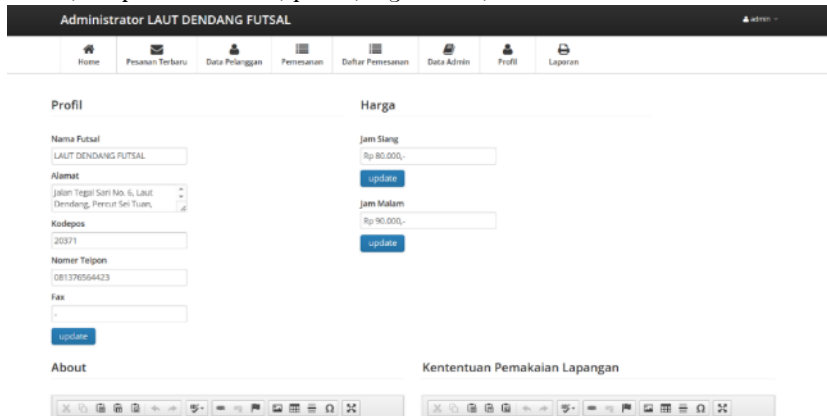 Administrator LAUT DENDANG FUTSAL
admin
Home
Pesanan Terbaru
Data Pelanggan
Pemesanan
Daftar Pemesanan
Data Admin
Profil
Laporan
Profil
Nama Futsal
LAUT DENDANG FUTSAL
Alamat
Jalan Tegal Sari No. 6, Laut
Dendang, Percut Sei Tuan,
Kodepos
20371
Nomer Telpon
081376564423
Fax
-
update
Harga
Jam Siang
Rp 80.000,-
update
Jam Malam
Rp 90.000,-
update
About
Kententuan Pemakaian Lapangan